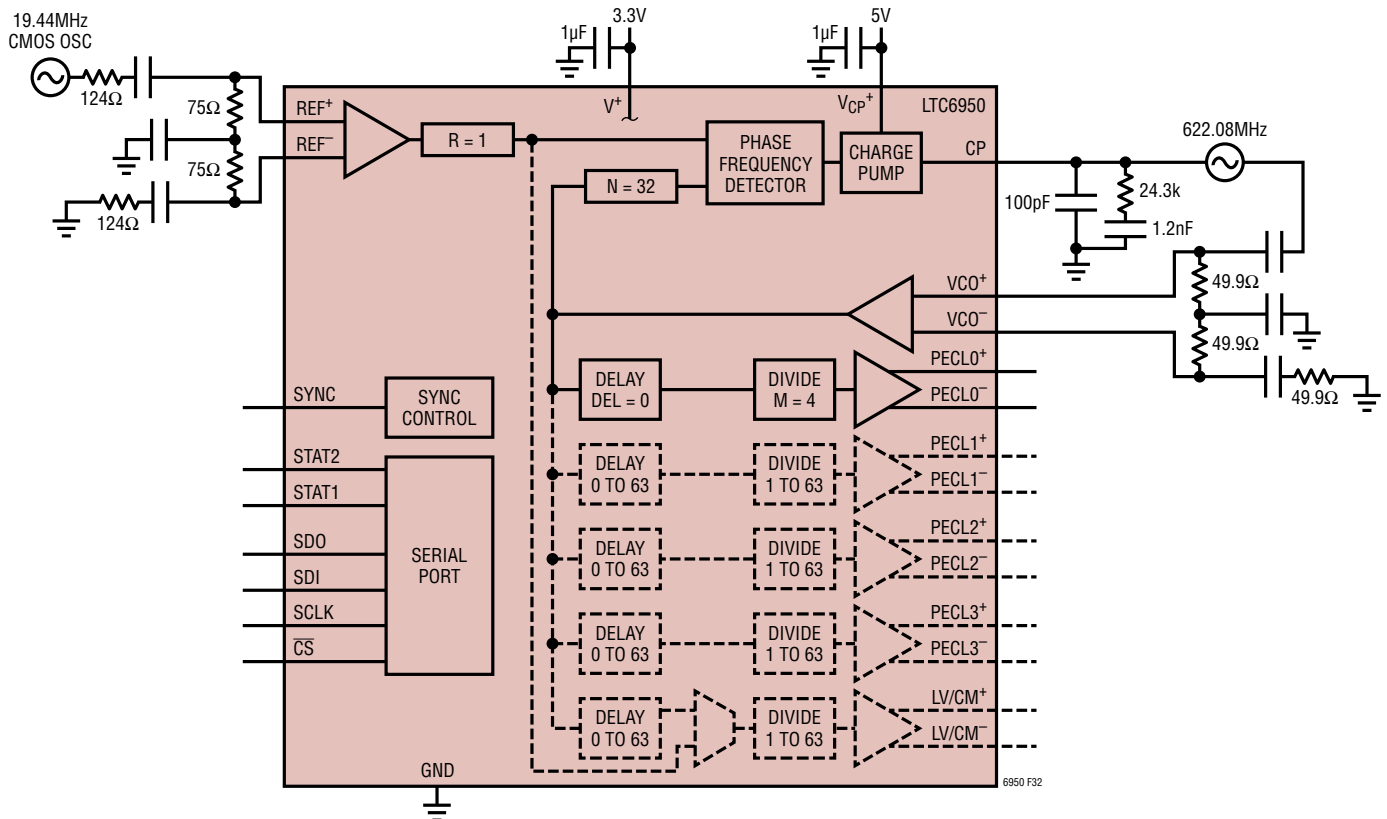 19.44MHz
CMOS OSC
124Ω
75Ω
75Ω
124Ω
3.3V
1µF
5V
1µF
V+
VCP+
LTC6950
REF+
REF–
R = 1
N = 32
PHASE
FREQUENCY
DETECTOR
CHARGE
PUMP
CP
622.08MHz
100pF
24.3k
1.2nF
VCO+
VCO–
49.9Ω
49.9Ω
49.9Ω
SYNC
SYNC
CONTROL
STAT2
STAT1
SDO
SDI
SCLK
CS
SERIAL
PORT
DELAY
DEL = 0
DIVIDE
M = 4
PECL0+
PECL0–
DELAY
0 TO 63
DIVIDE
1 TO 63
PECL1+
PECL1–
DELAY
0 TO 63
DIVIDE
1 TO 63
PECL2+
PECL2–
DELAY
0 TO 63
DIVIDE
1 TO 63
PECL3+
PECL3–
DELAY
0 TO 63
DIVIDE
1 TO 63
LV/CM+
LV/CM–
GND
6950 F32